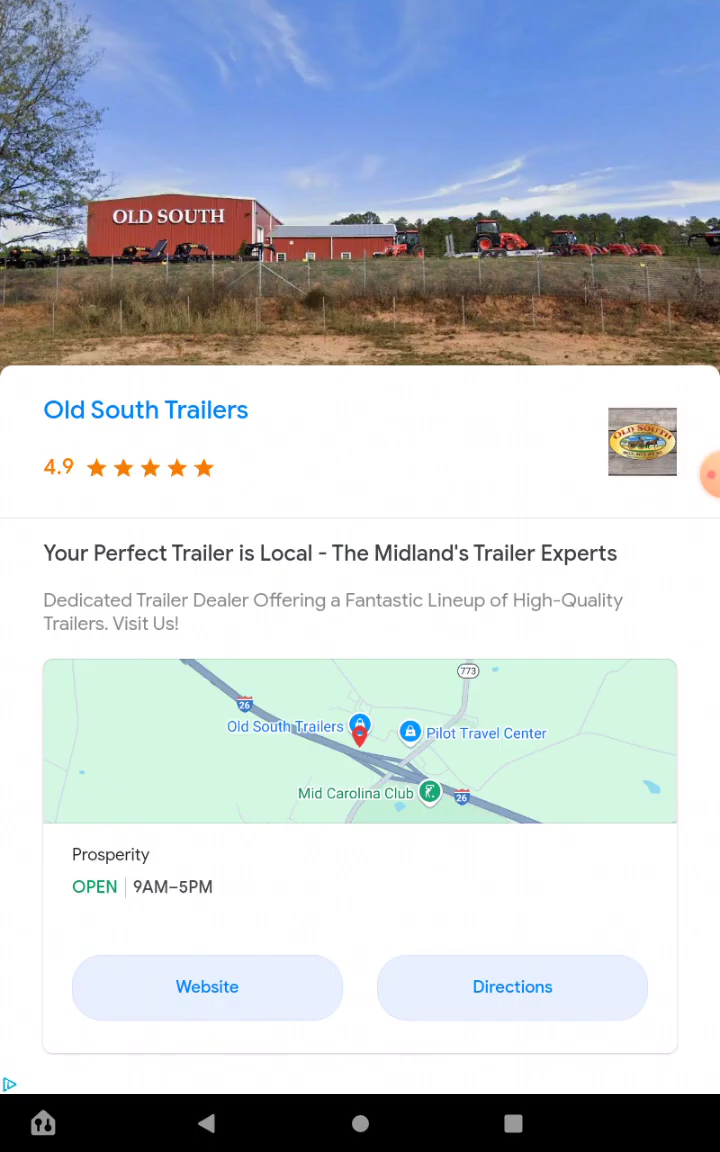 OLD SOUTH
Old South Trailers
4.9
OLD SOUTH
Your Perfect Trailer is Local - The Midland's Trailer Experts
Dedicated Trailer Dealer Offering a Fantastic Lineup of High-Quality
Trailers. Visit Us!
773
26
Old South Trailers
Pilot Travel Center
Mid Carolina Club
26
Prosperity
OPEN
9AM–5PM
Website
Directions